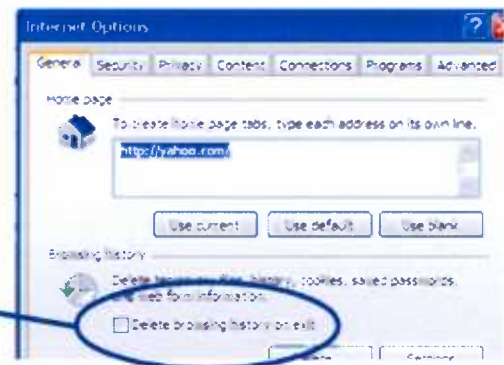 Internet Options
General Security Privacy Content Connections Programs Advanced
Home page
To create home page tabs, type each address on its own line.
http://yahoo.com/
Use current Use default Use blank
Browsing history
Delete history, cookies, saved passwords,
and web form information.
Delete browsing history on exit
Settings